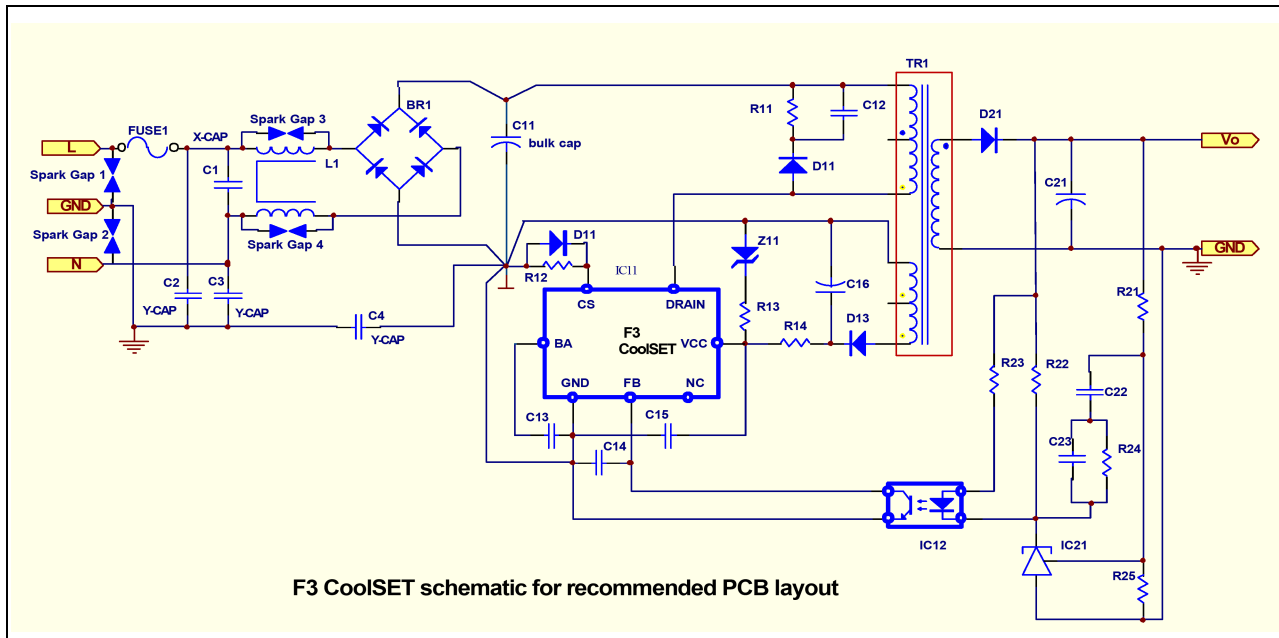 TR1
BR1
D21
Spark Gap 3
R11
C12
FUSE1
X-CAP
C11
bulk cap
L
Vo
L1
C1
D11
Spark Gap 1
C21
GND
Spark Gap 2
Spark Gap 4
D11
Z11
GND
N
R12
IC11
C2
C3
C16
CS
DRAIN
R21
Y-CAP
Y-CAP
R13
C4
F3
CoolSET
R14
D13
Y-CAP
BA
VCC
R23
R22
GND
FB
NC
C22
C13
C15
C14
C23
R24
IC12
IC21
R25
F3 CoolSET schematic for recommended PCB layout